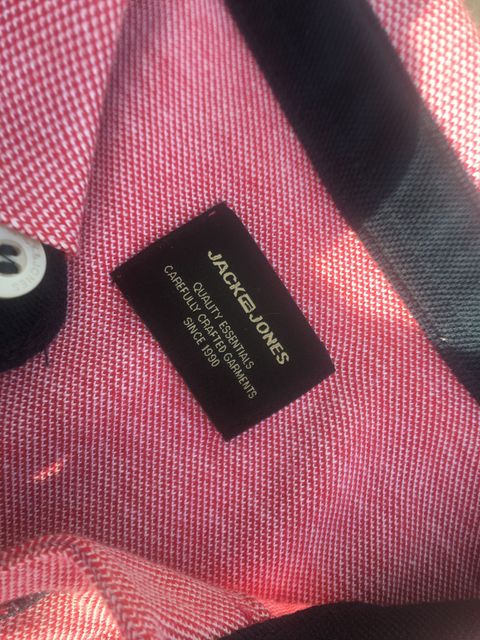 JACK & JONES
QUALITY ESSENTIALS
CAREFULLY CRAFTED GARMENTS
SINCE 1990